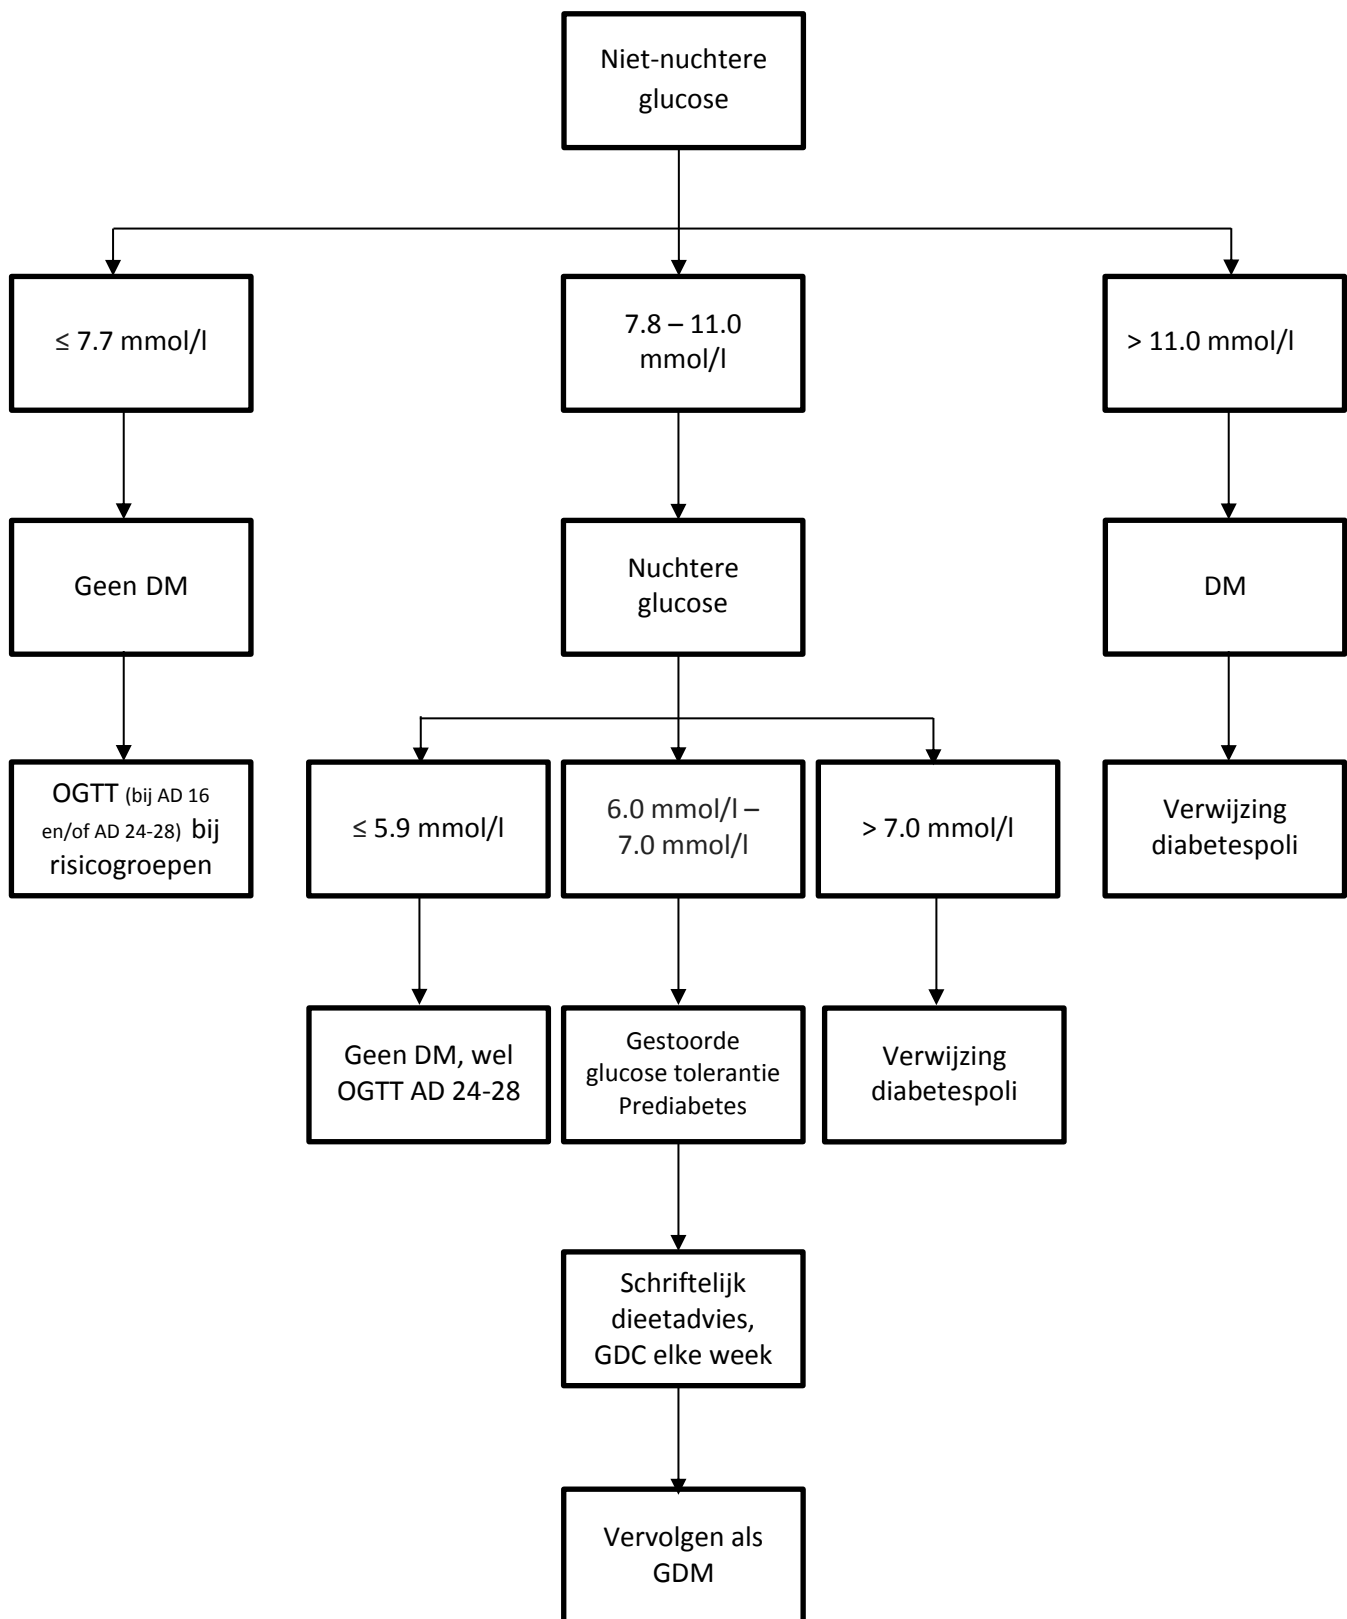 Niet-nuchtere
glucose
≤ 7.7 mmol/l
7.8 – 11.0
mmol/l
> 11.0 mmol/l
Geen DM
Nuchtere
glucose
DM
OGTT (bij AD 16
en/of AD 24-28) bij
risicogroepen
≤ 5.9 mmol/l
6.0 mmol/l –
7.0 mmol/l
> 7.0 mmol/l
Verwijzing
diabetespoli
Geen DM, wel
OGTT AD 24-28
Gestoorde
glucose tolerantie
Prediabetes
Verwijzing
diabetespoli
Schriftelijk
dieetadvies,
GDC elke week
Vervolgen als
GDM